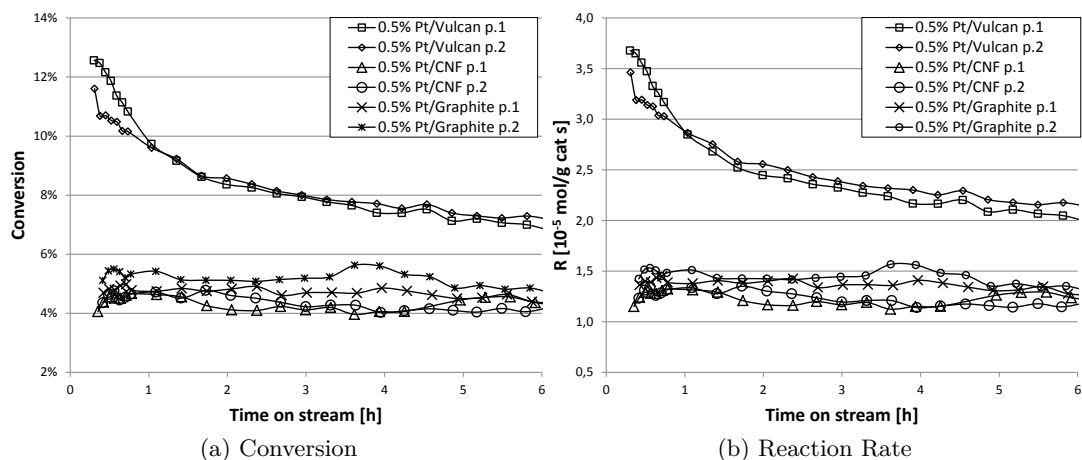 14%
12%
10%
8%
6%
4%
2%
Conversion
0 1 2 3 4 5 6
Time on stream [h]
0.5% Pt/Vulcan p.1
0.5% Pt/Vulcan p.2
0.5% Pt/CNF p.1
0.5% Pt/CNF p.2
0.5% Pt/Graphite p.1
0.5% Pt/Graphite p.2
(a) Conversion
4,0
3,5
3,0
2,5
2,0
1,5
1,0
0,5
R [10⁻⁵ mol/g cat s]
0 1 2 3 4 5 6
Time on stream [h]
0.5% Pt/Vulcan p.1
0.5% Pt/Vulcan p.2
0.5% Pt/CNF p.1
0.5% Pt/CNF p.2
0.5% Pt/Graphite p.1
0.5% Pt/Graphite p.2
(b) Reaction Rate